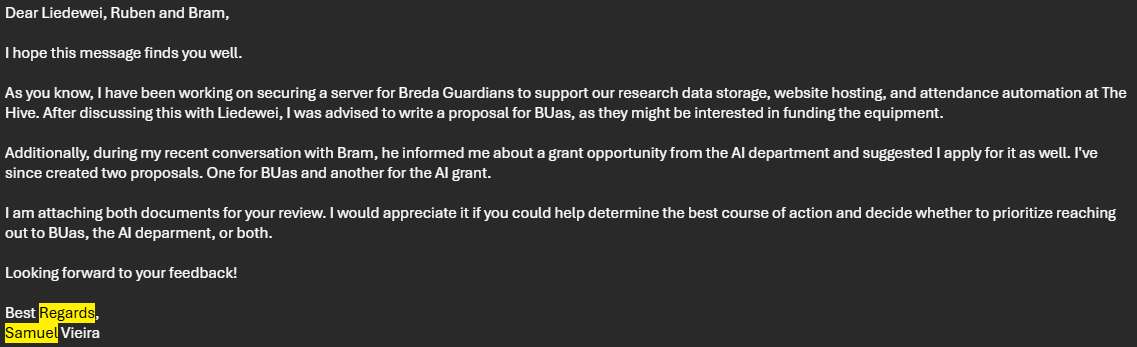 Dear Liedewei, Ruben and Bram,
I hope this message finds you well.
As you know, I have been working on securing a server for Breda Guardians to support our research data storage, website hosting, and attendance automation at The
Hive. After discussing this with Liedewei, I was advised to write a proposal for BUas, as they might be interested in funding the equipment.
Additionally, during my recent conversation with Bram, he informed me about a grant opportunity from the AI department and suggested I apply for it as well. I've
since created two proposals. One for BUas and another for the AI grant.
I am attaching both documents for your review. I would appreciate it if you could help determine the best course of action and decide whether to prioritize reaching
out to BUas, the AI deparment, or both.
Looking forward to your feedback!
Best Regards,
Samuel Vieira